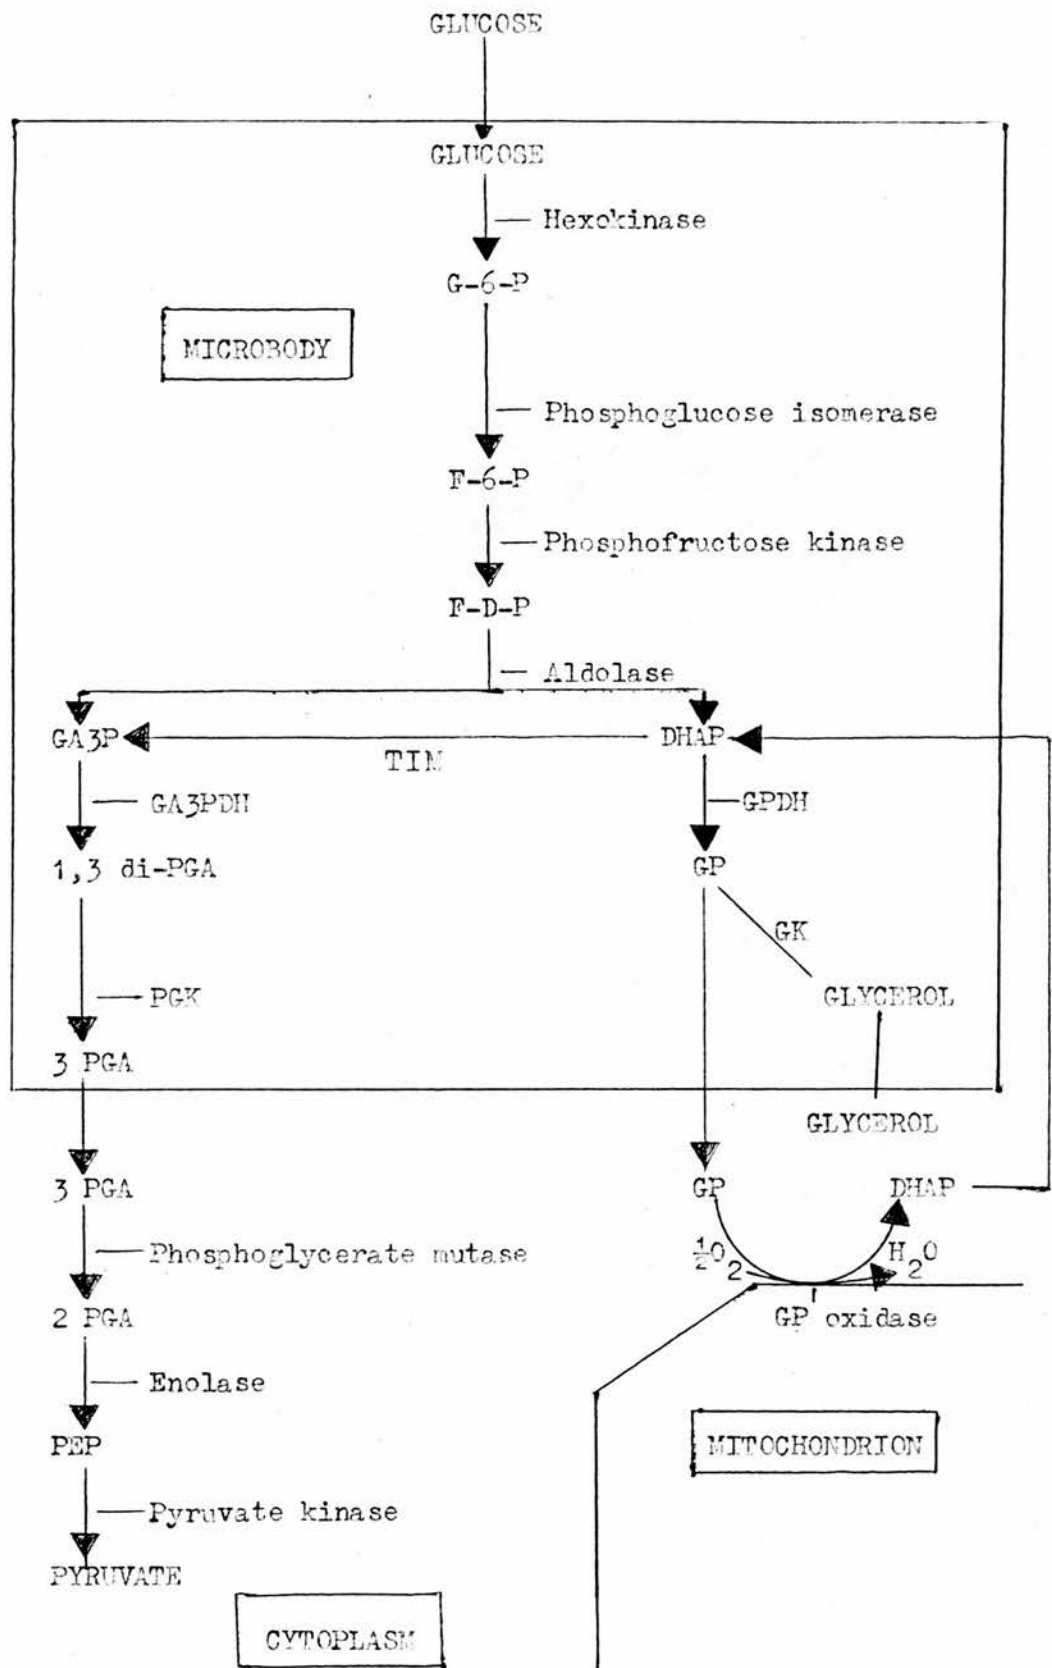 GLUCOSE
GLUCOSE
Hexokinase
G-6-P
MICROBODY
Phosphoglucose isomerase
F-6-P
Phosphofructose kinase
F-D-P
Aldolase
GA3P
DHAP
TIM
GA3PDH
GPDH
1,3 di-PGA
GP
GK
PGK
GLYCEROL
3 PGA
GLYCEROL
3 PGA
GP
DHAP
Phosphoglycerate mutase
½O2
H2O
2 PGA
GP oxidase
Enolase
PEP
MITOCHONDRION
Pyruvate kinase
PYRUVATE
CYTOPLASM